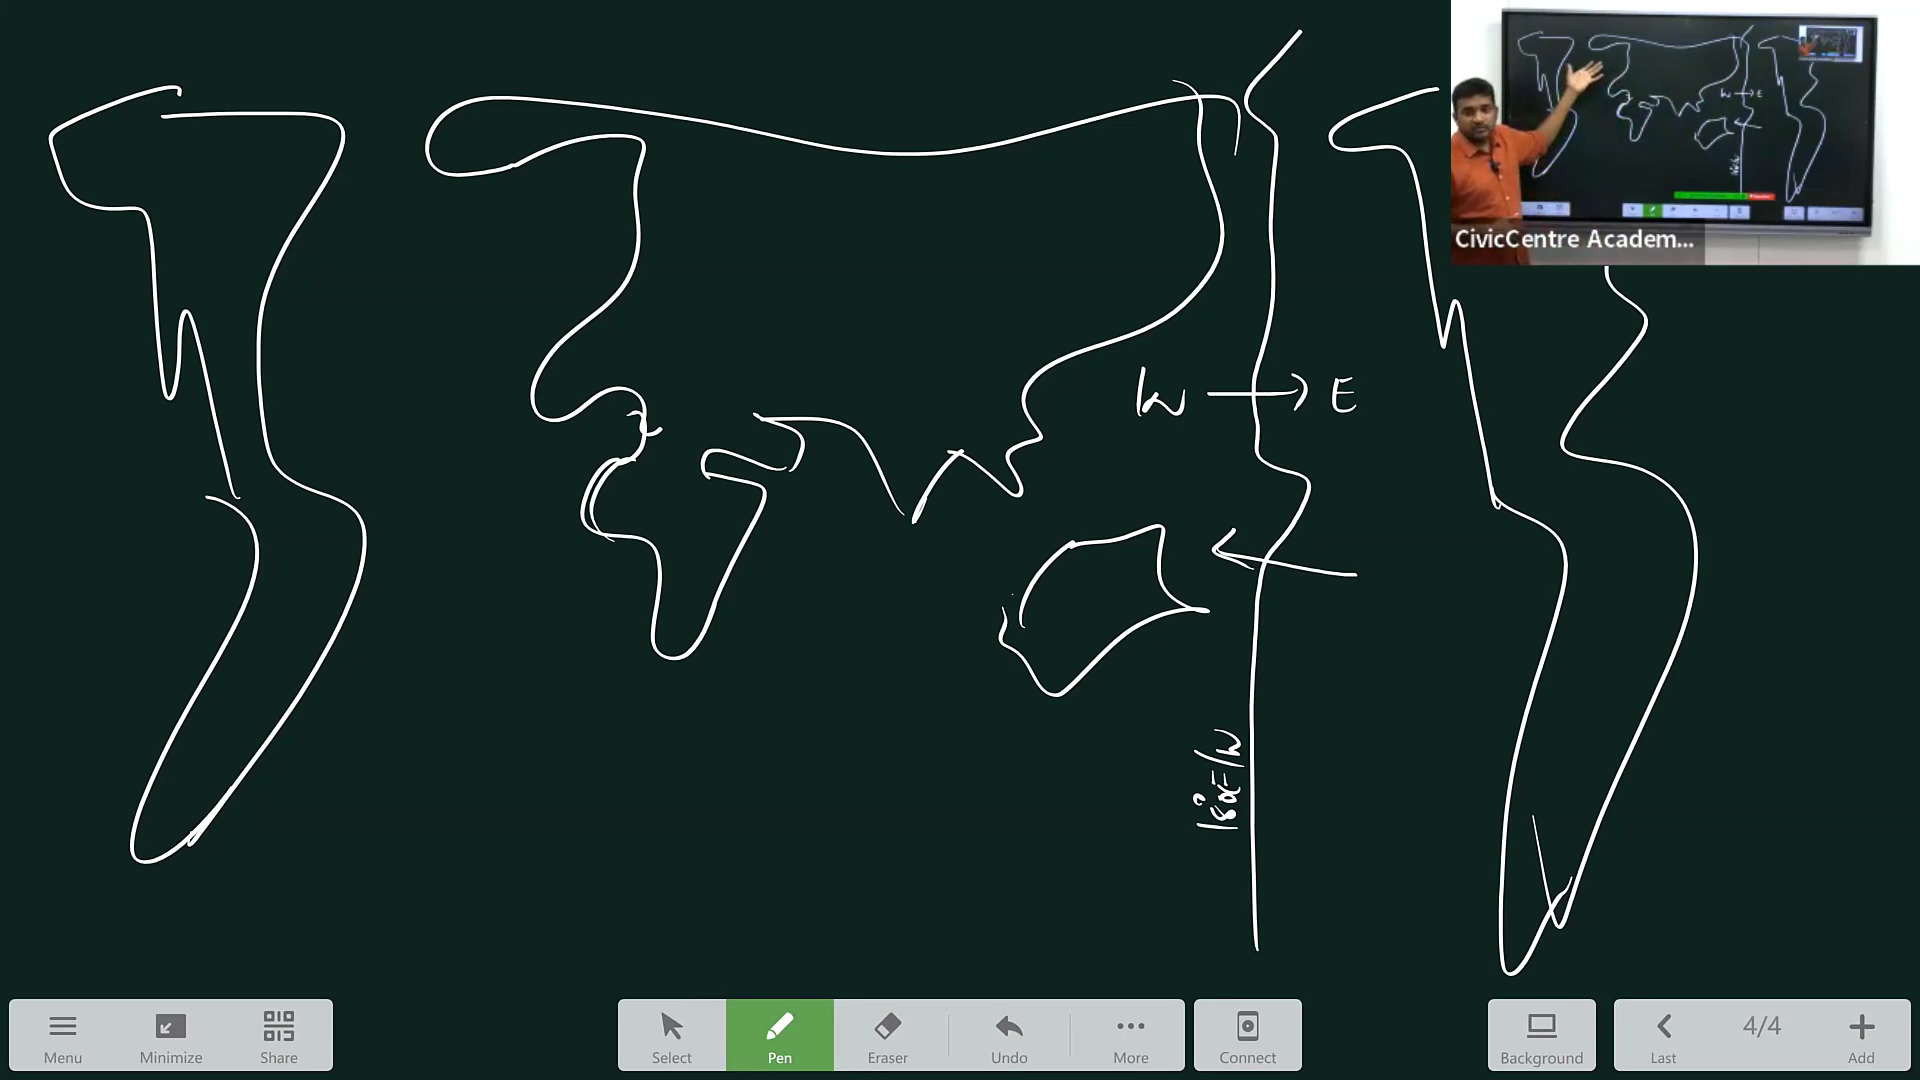 CivicCentre Academ...
W → E
180°E/W
Menu
Minimize
Share
Select
Pen
Eraser
Undo
More
Connect
Background
Last
4/4
Add